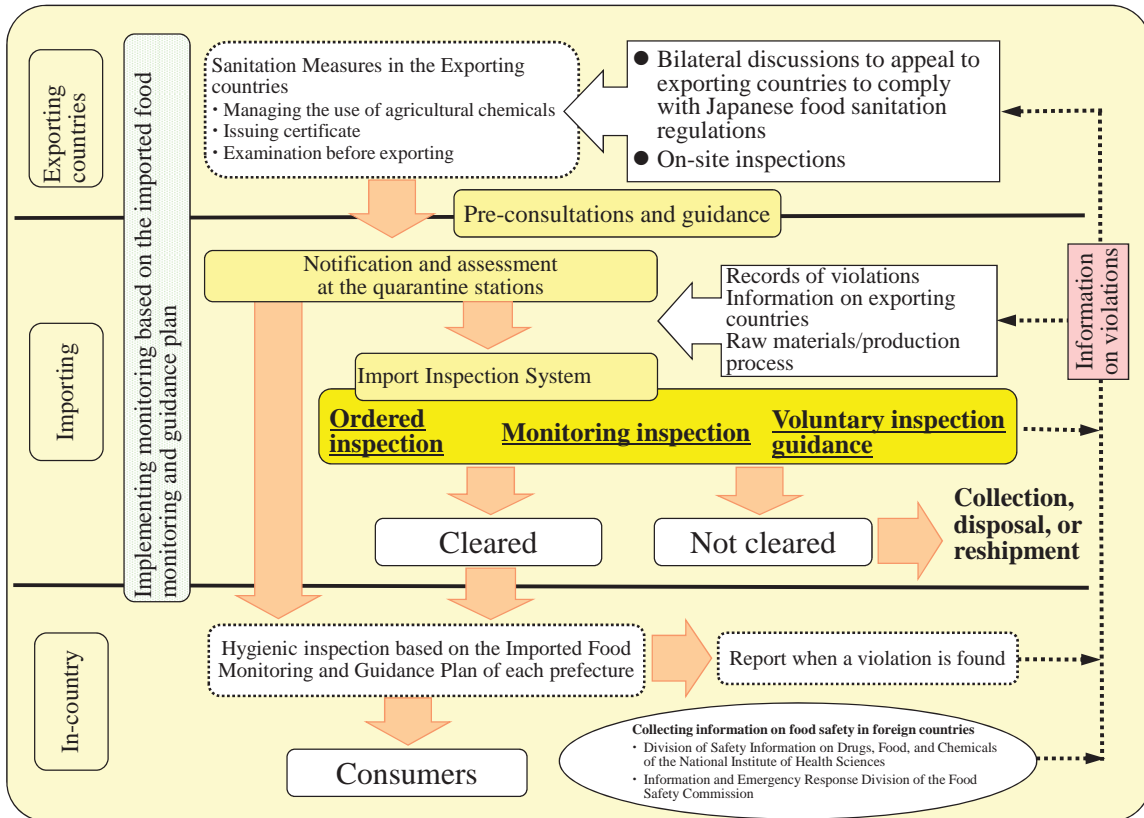 Exporting
countries
Implementing monitoring based on the imported food
monitoring and guidance plan
Sanitation Measures in the Exporting
countries
・Managing the use of agricultural chemicals
・Issuing certificate
・Examination before exporting
● Bilateral discussions to appeal to
exporting countries to comply
with Japanese food sanitation
regulations
● On-site inspections
Pre-consultations and guidance
Importing
Notification and assessment
at the quarantine stations
Records of violations
Information on exporting
countries
Raw materials/production
process
Information
on violations
Import Inspection System
Ordered
inspection
Monitoring inspection
Voluntary inspection
guidance
Cleared
Not cleared
Collection,
disposal, or
reshipment
In-country
Hygienic inspection based on the Imported Food
Monitoring and Guidance Plan of each prefecture
Report when a violation is found
Consumers
Collecting information on food safety in foreign countries
・Division of Safety Information on Drugs, Food, and Chemicals
of the National Institute of Health Sciences
・Information and Emergency Response Division of the Food
Safety Commission